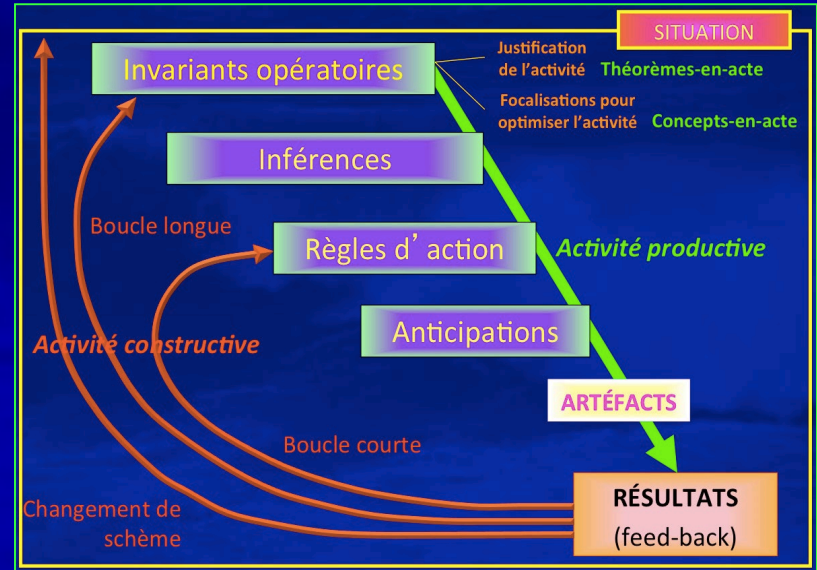 SITUATION
Invariants opératoires
Justification
de l'activité Théorèmes-en-acte
Focalisations pour
optimiser l'activité Concepts-en-acte
Inférences
Boucle longue
Règles d' action
Activité productive
Anticipations
Activité constructive
ARTÉFACTS
Boucle courte
Changement de
schème
RÉSULTATS
(feed-back)